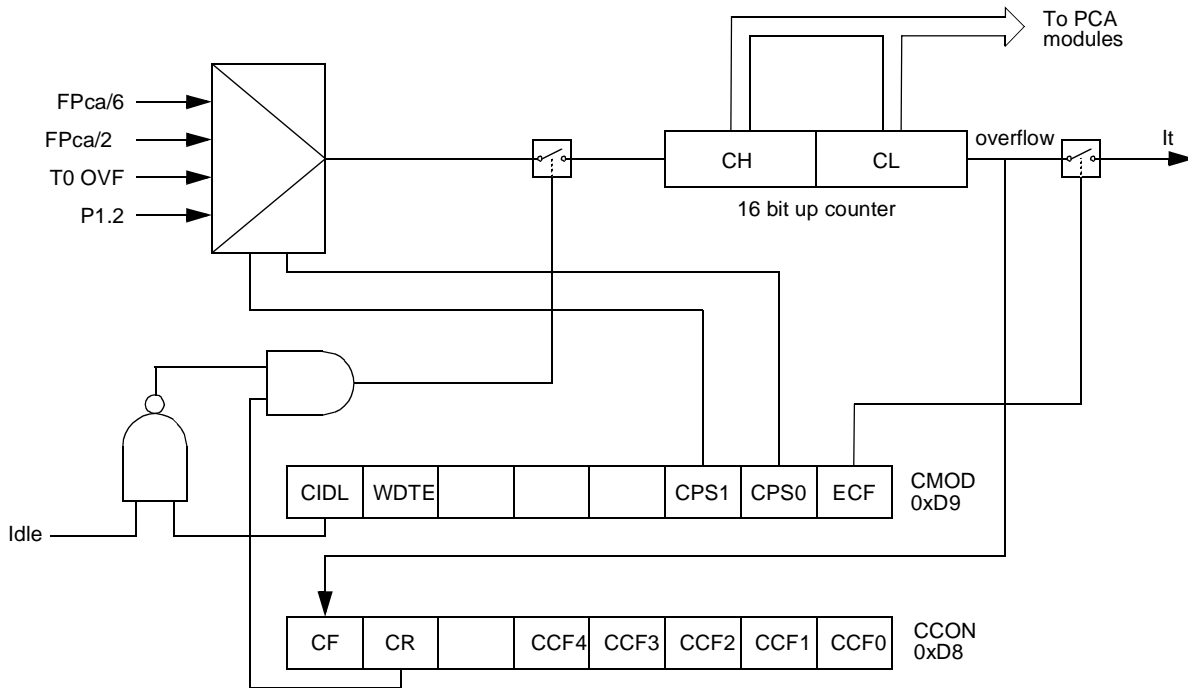 To PCA
modules
FPca/6
FPca/2
T0 OVF
P1.2
overflow
It
CH
CL
16 bit up counter
CIDL
WDTE
CPS1
CPS0
ECF
CMOD
0xD9
Idle
CF
CR
CCF4
CCF3
CCF2
CCF1
CCF0
CCON
0xD8